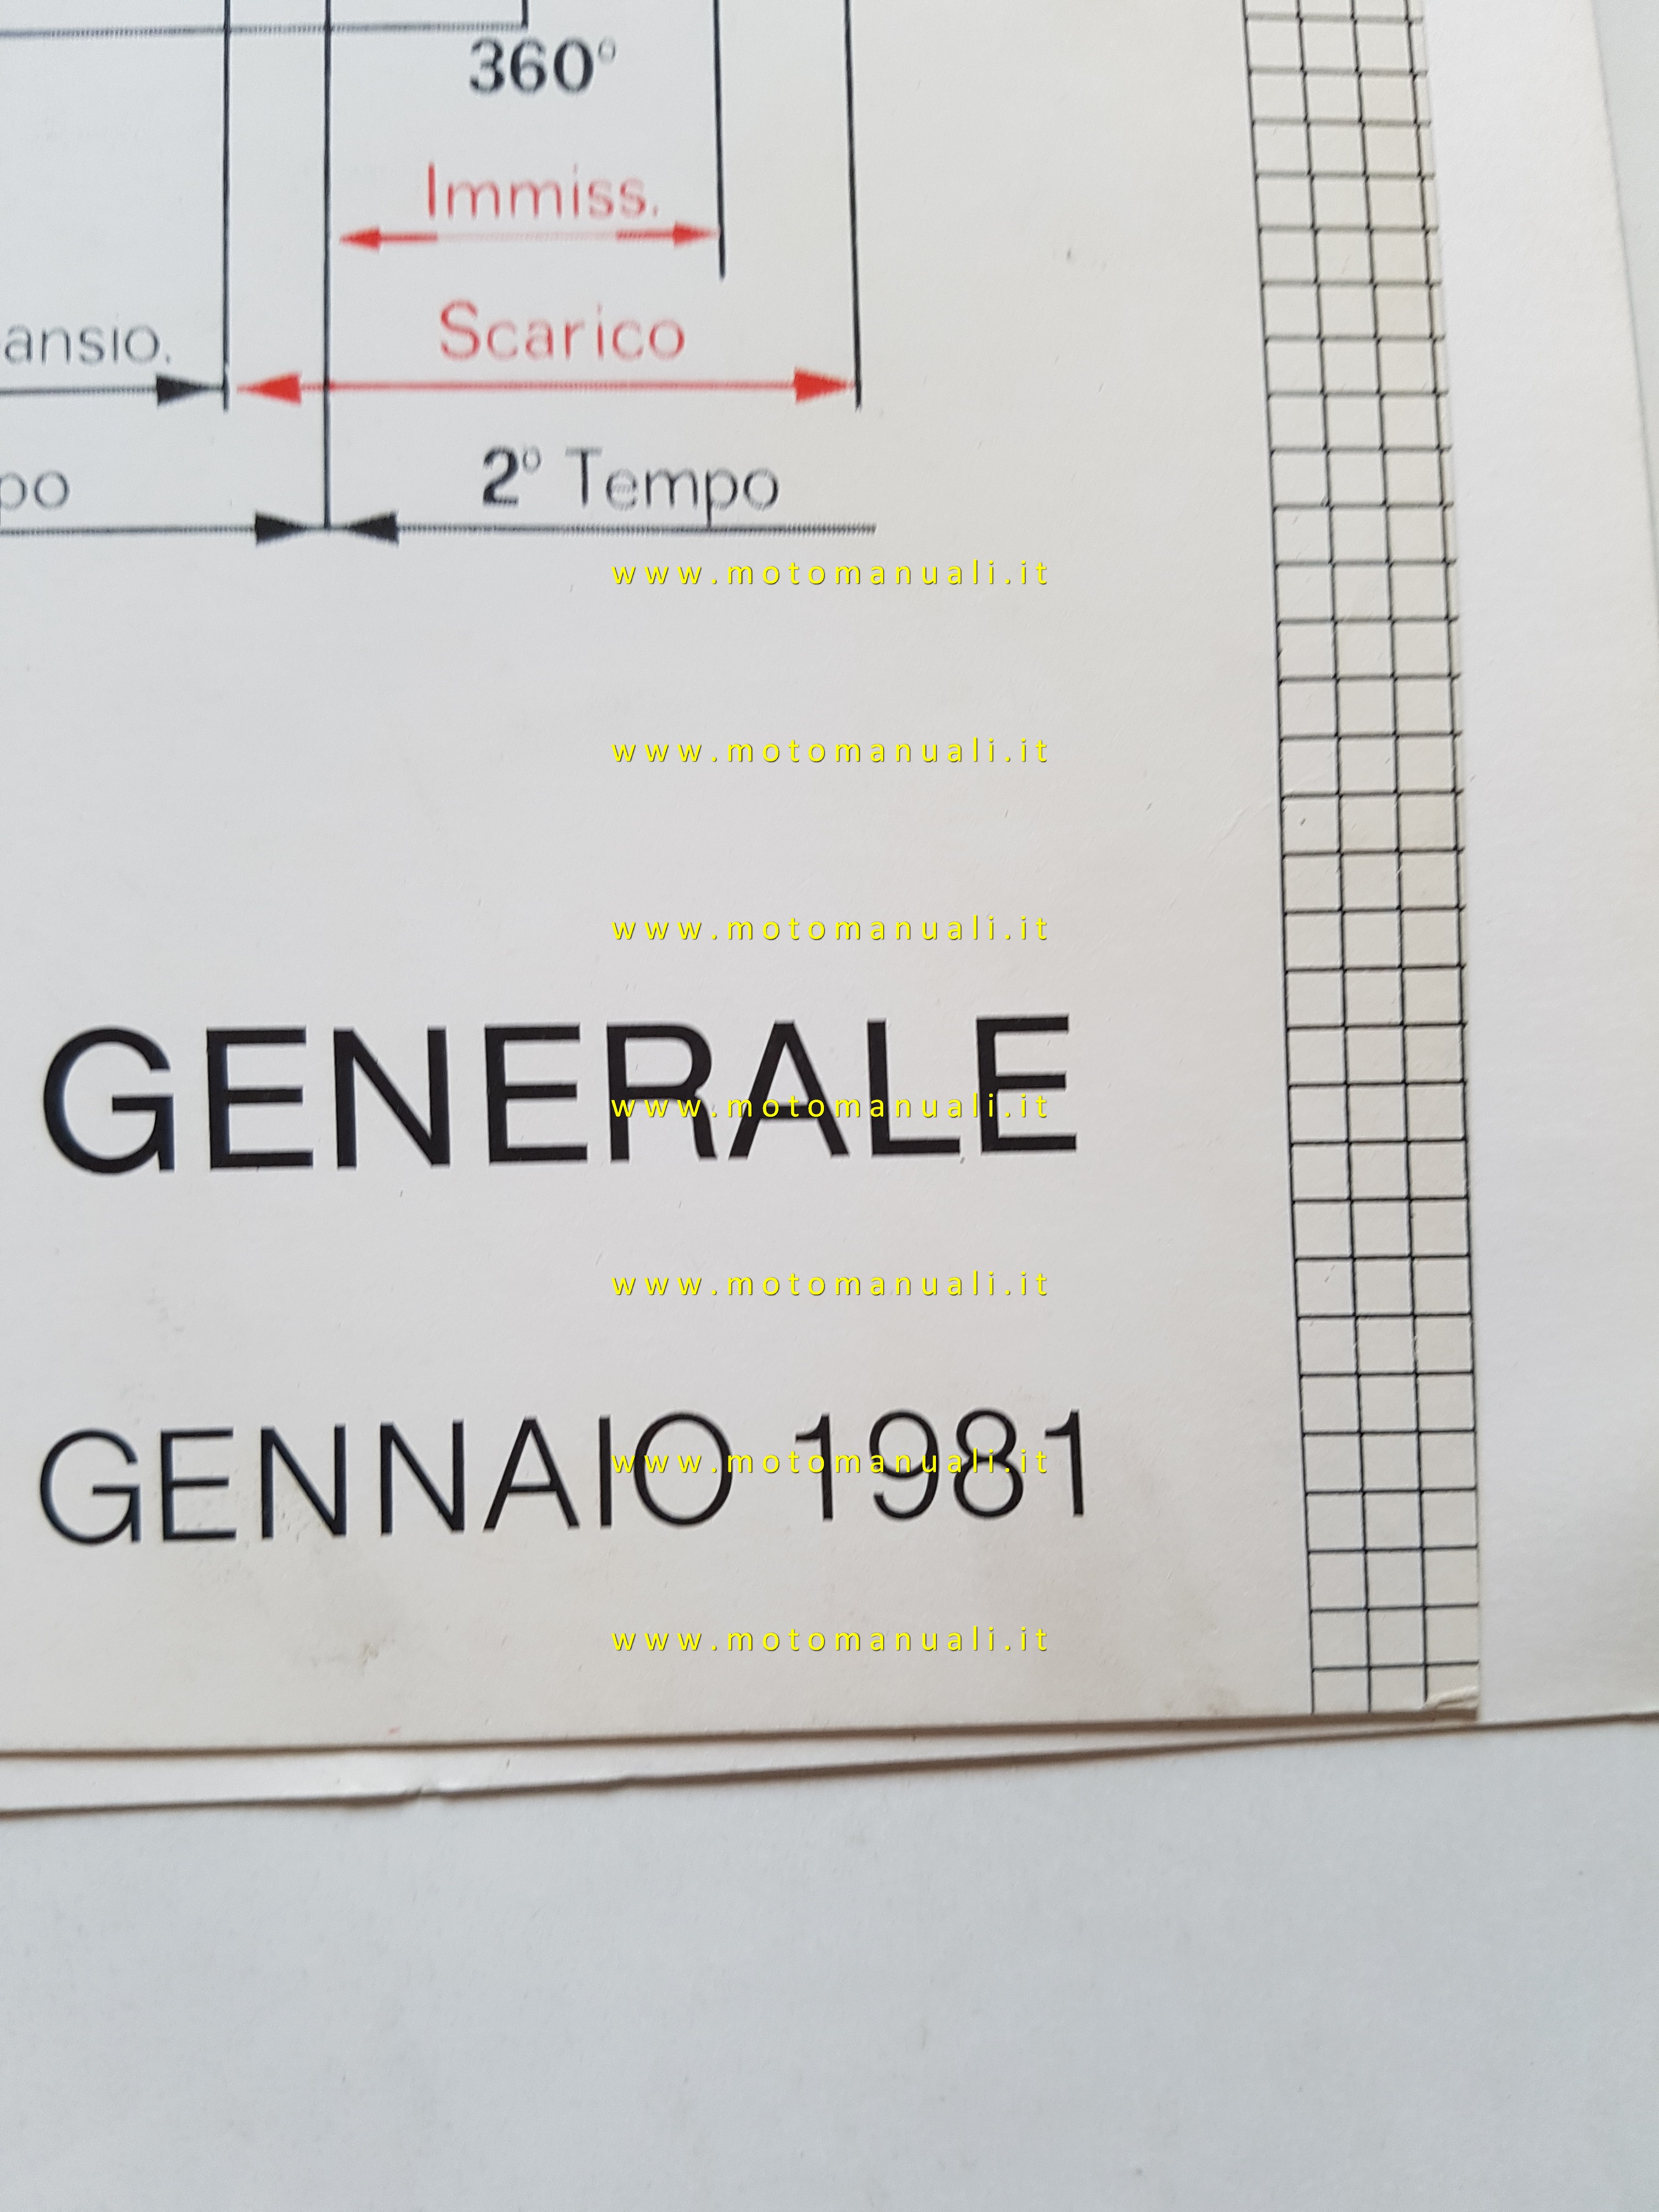 360°
Immiss.
Scarico
ansio.
po
2° Tempo
www.motomanuali.it
www.motomanuali.it
www.motomanuali.it
GENERALE
www.motomanuali.it
www.motomanuali.it
GENNAIO 1981
www.motomanuali.it
www.motomanuali.it